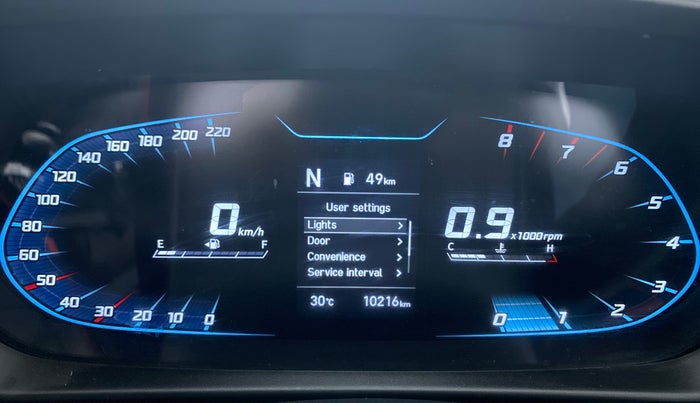 220
200
180
160
140
120
100
80
60
50
40
30
20
10
0
0 km/h
E F
N 49km
User settings
Lights >
Door >
Convenience >
Service interval >
30°C 10216km
0.9 x1000rpm
C H
8
7
6
5
4
3
2
1
0